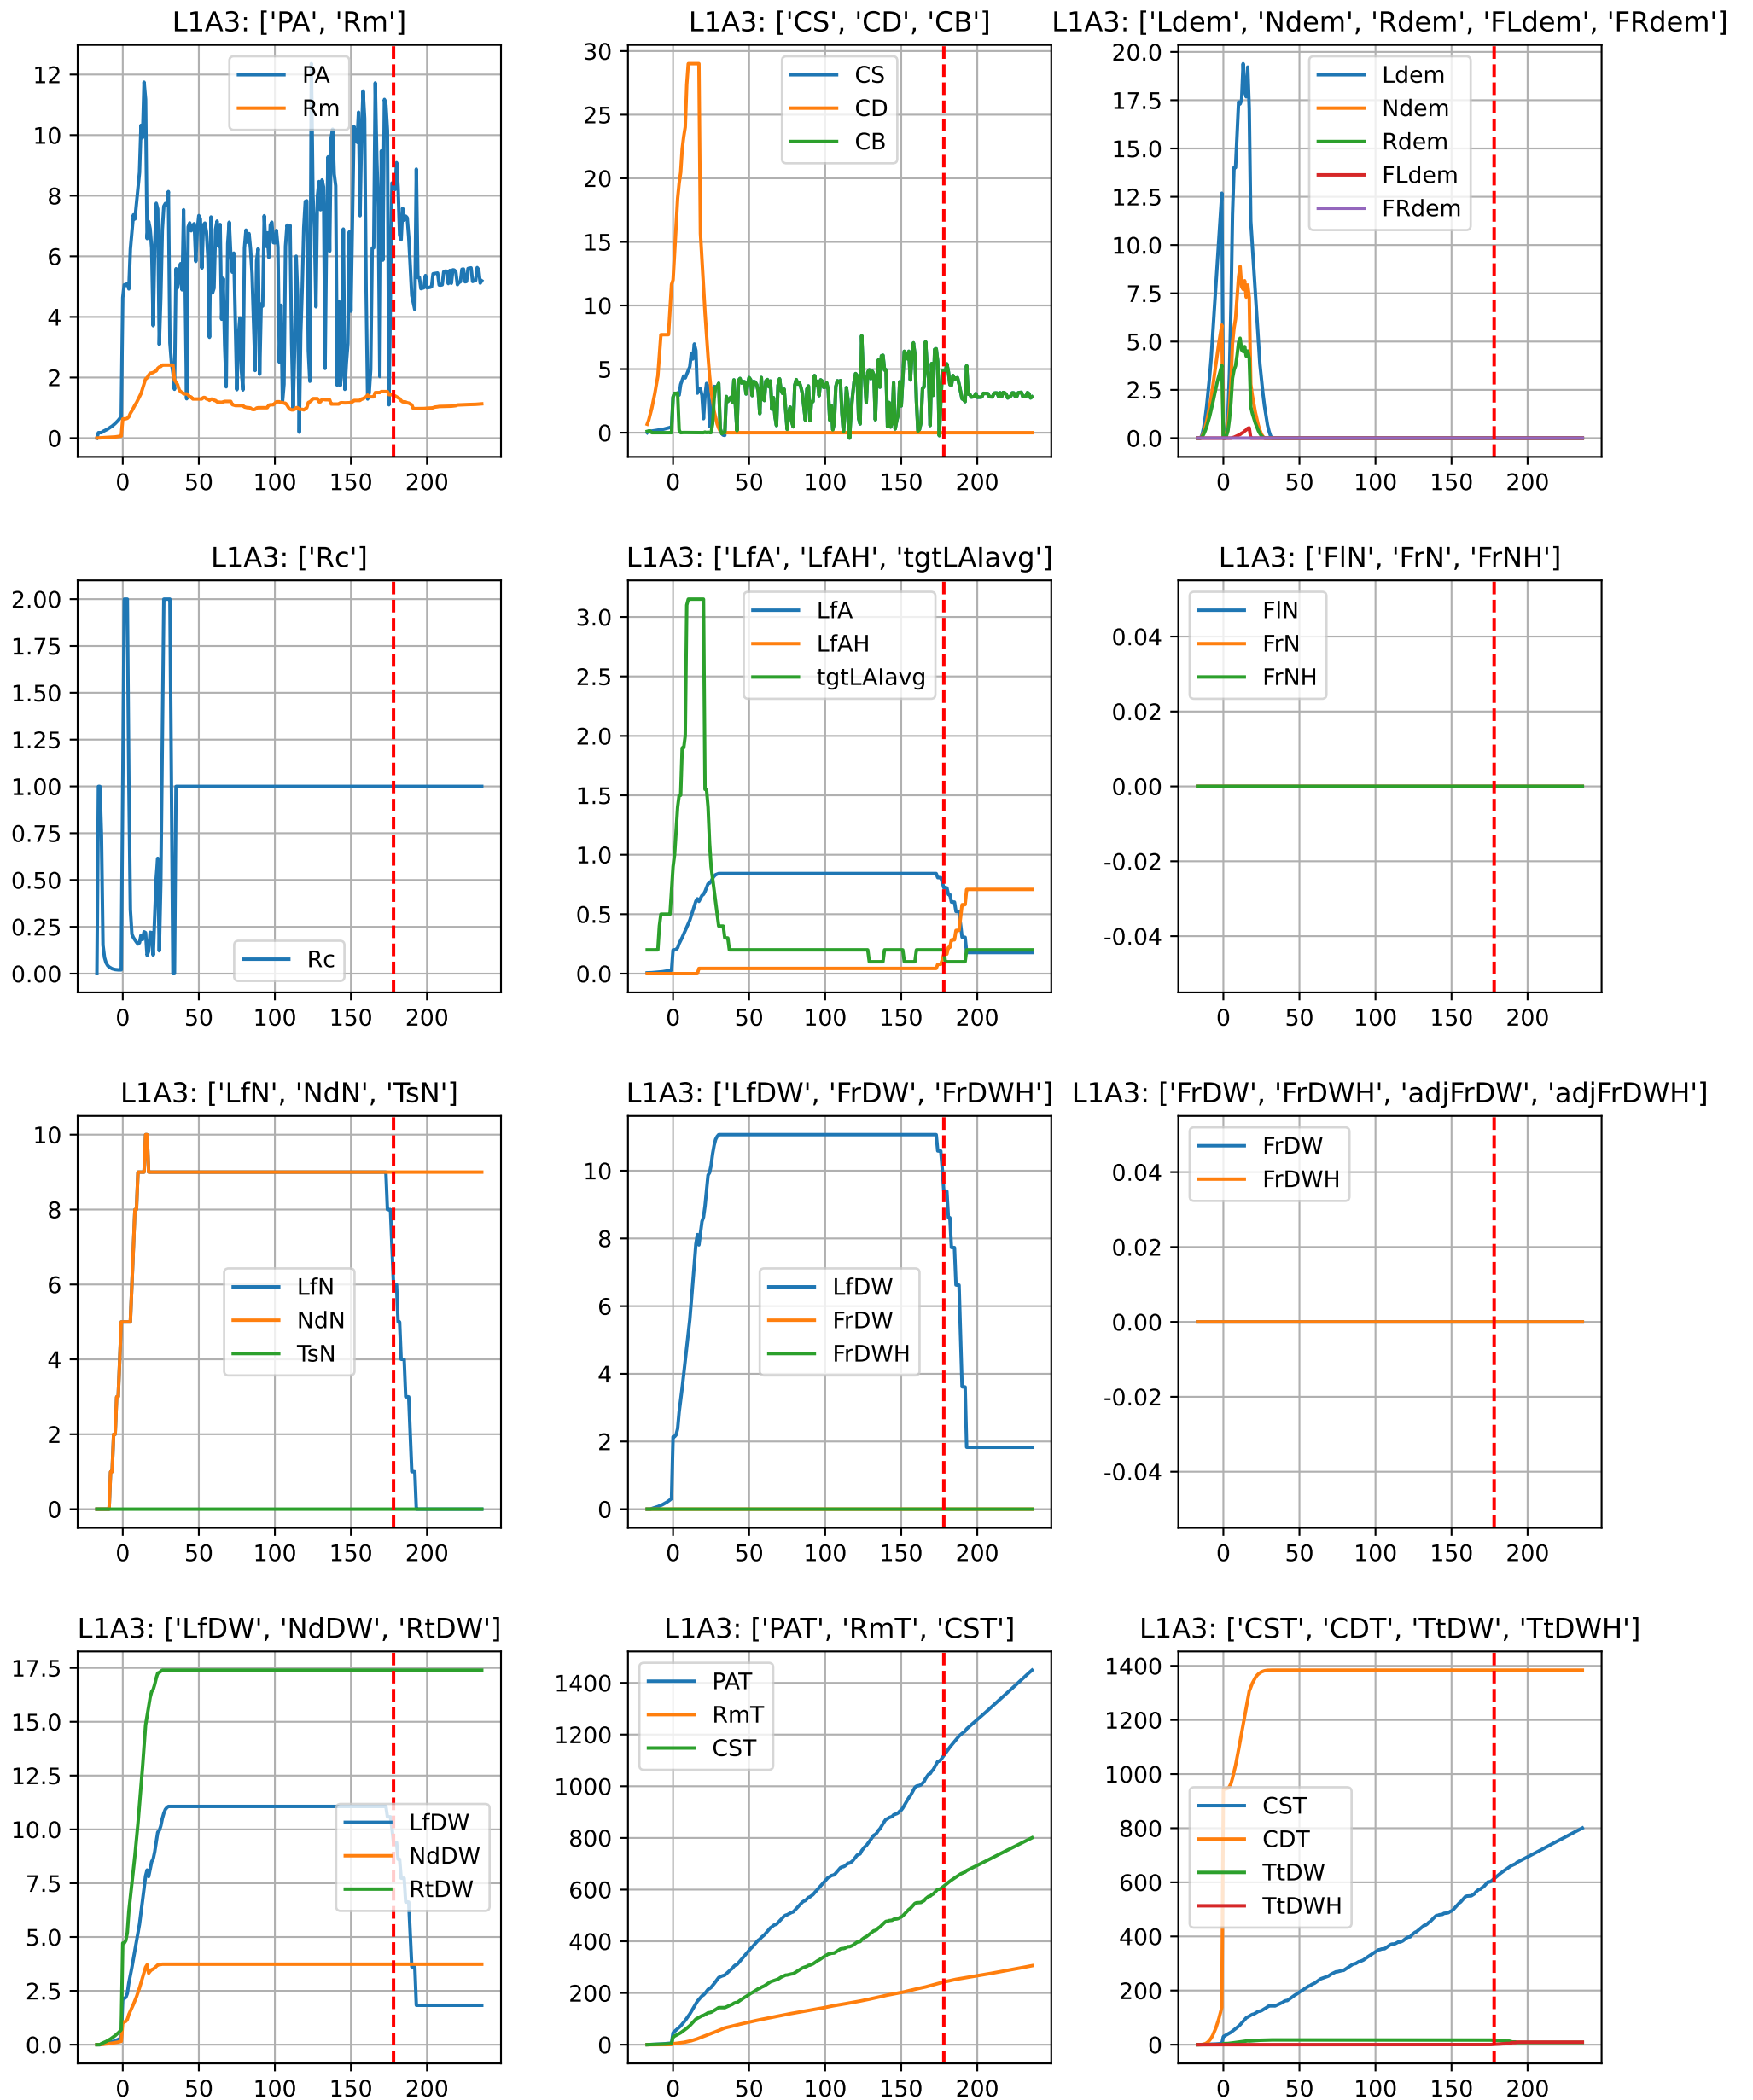 L1A3: ['PA', 'Rm']
12
10
8
6
4
2
0
0 50 100 150 200
PA
Rm
L1A3: ['CS', 'CD', 'CB']
30
25
20
15
10
5
0
0 50 100 150 200
CS
CD
CB
L1A3: ['Ldem', 'Ndem', 'Rdem', 'FLdem', 'FRdem']
20.0
17.5
15.0
12.5
10.0
7.5
5.0
2.5
0.0
0 50 100 150 200
Ldem
Ndem
Rdem
FLdem
FRdem
L1A3: ['Rc']
2.00
1.75
1.50
1.25
1.00
0.75
0.50
0.25
0.00
0 50 100 150 200
Rc
L1A3: ['LfA', 'LfAH', 'tgtLAIavg']
3.0
2.5
2.0
1.5
1.0
0.5
0.0
0 50 100 150 200
LfA
LfAH
tgtLAIavg
L1A3: ['FlN', 'FrN', 'FrNH']
0.04
0.02
0.00
-0.02
-0.04
0 50 100 150 200
FlN
FrN
FrNH
L1A3: ['LfN', 'NdN', 'TsN']
10
8
6
4
2
0
0 50 100 150 200
LfN
NdN
TsN
L1A3: ['LfDW', 'FrDW', 'FrDWH']
10
8
6
4
2
0
0 50 100 150 200
LfDW
FrDW
FrDWH
L1A3: ['FrDW', 'FrDWH', 'adjFrDW', 'adjFrDWH']
0.04
0.02
0.00
-0.02
-0.04
0 50 100 150 200
FrDW
FrDWH
L1A3: ['LfDW', 'NdDW', 'RtDW']
17.5
15.0
12.5
10.0
7.5
5.0
2.5
0.0
0 50 100 150 200
LfDW
NdDW
RtDW
L1A3: ['PAT', 'RmT', 'CST']
1400
1200
1000
800
600
400
200
0
0 50 100 150 200
PAT
RmT
CST
L1A3: ['CST', 'CDT', 'TtDW', 'TtDWH']
1400
1200
1000
800
600
400
200
0
0 50 100 150 200
CST
CDT
TtDW
TtDWH